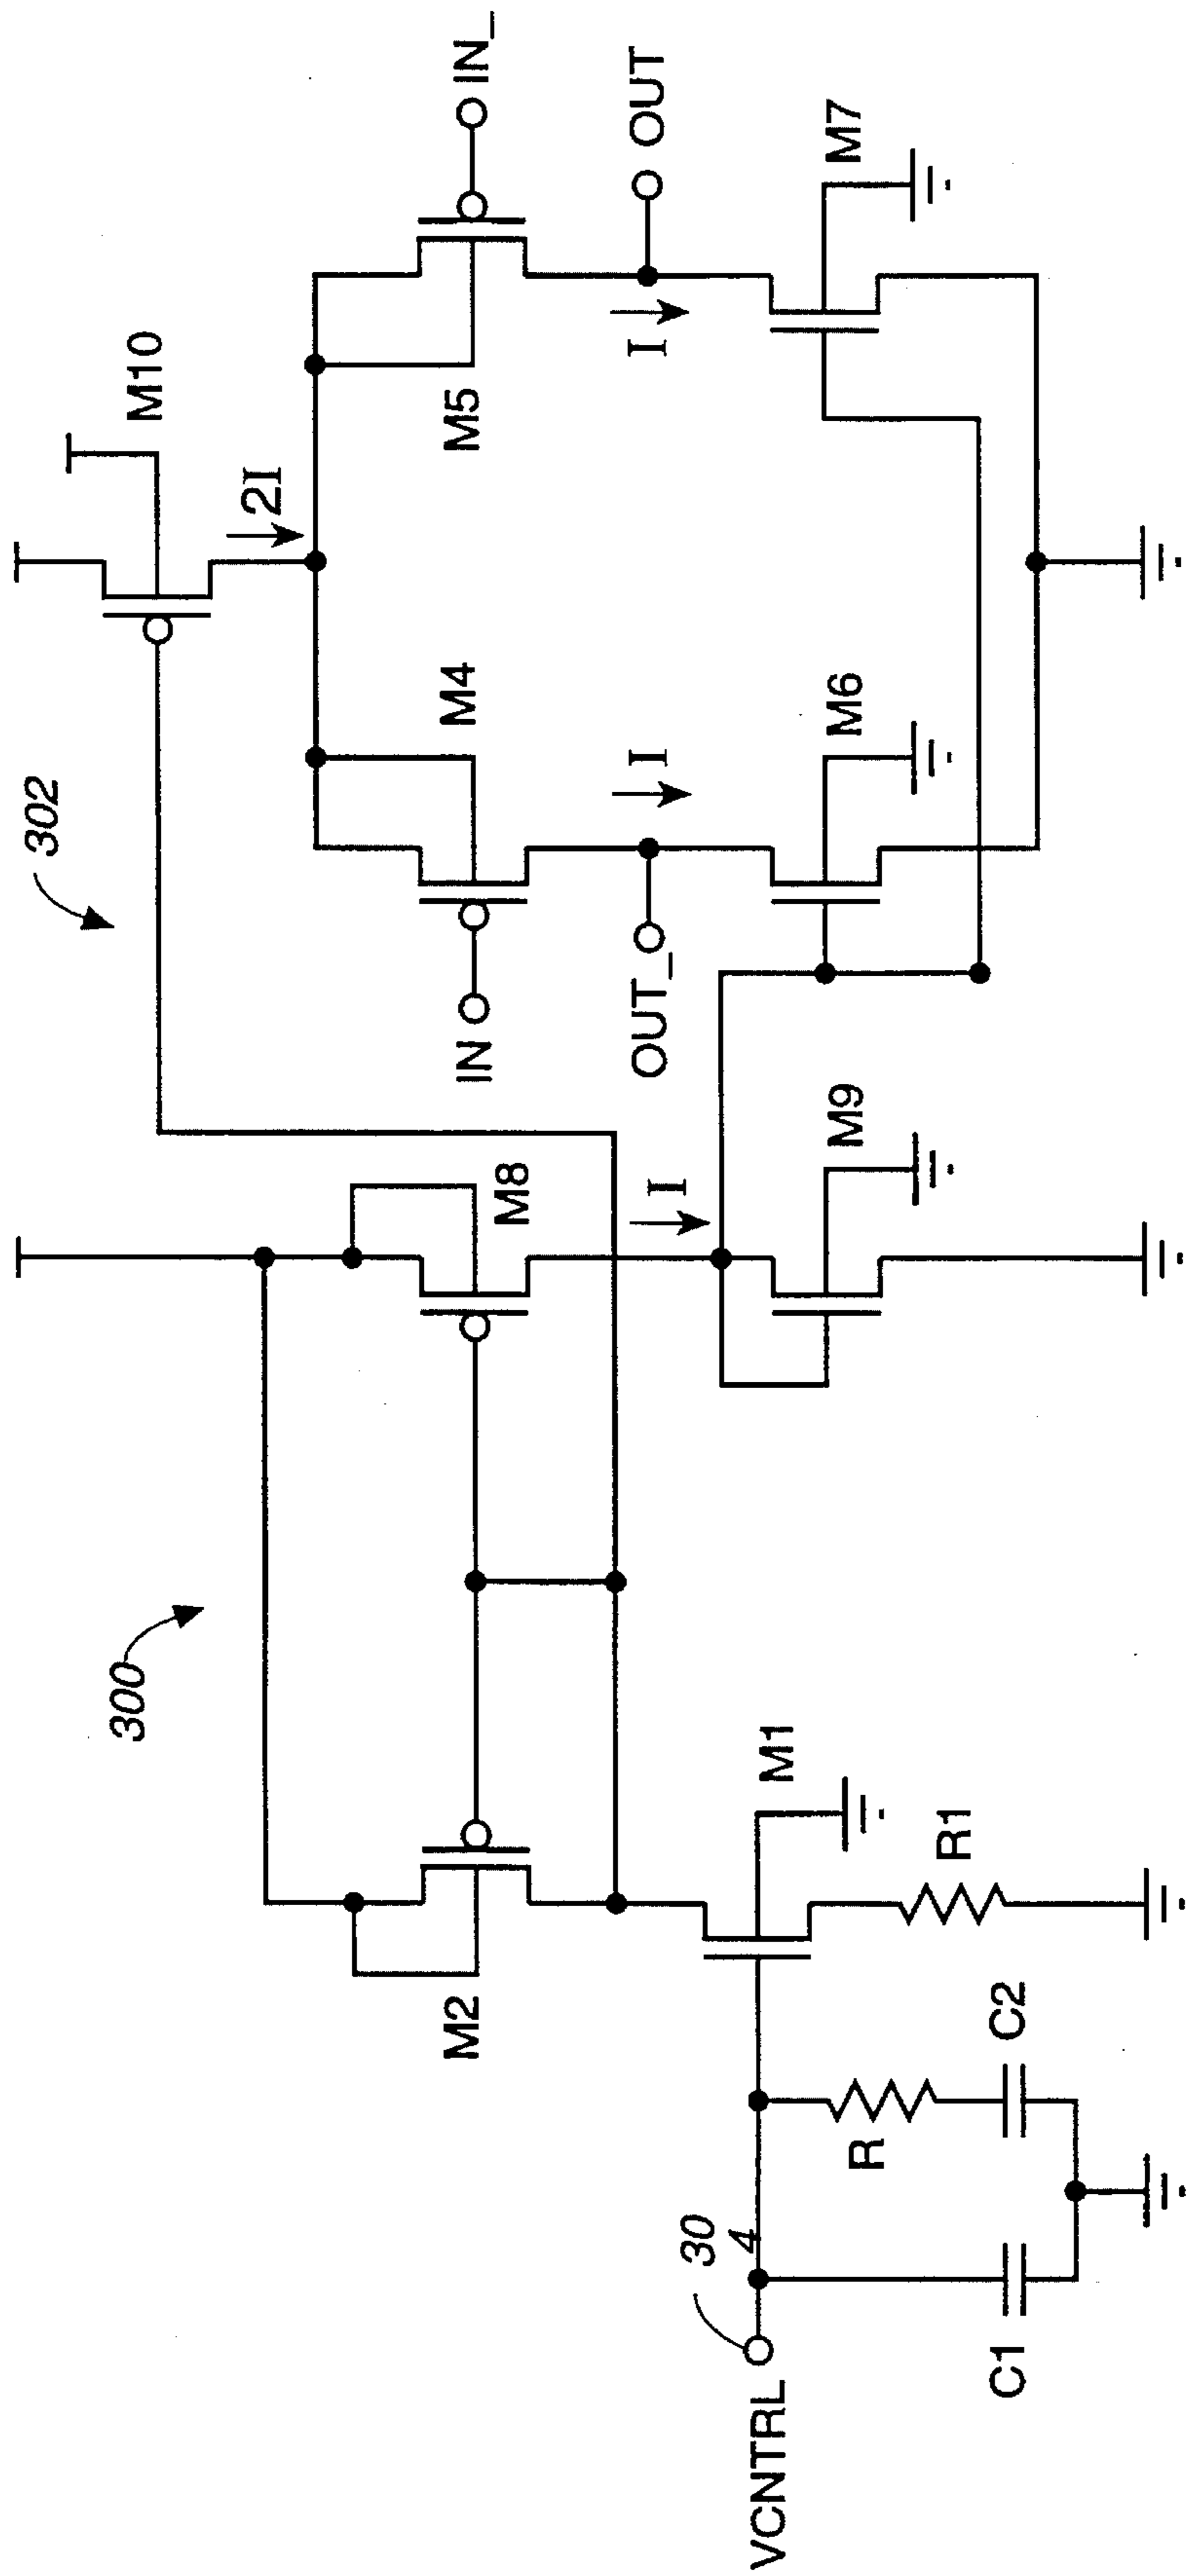 300
302
M10
2I
IN
M4
M5
IN_
M2
M8
I
I
I
OUT_
OUT
VCNTRL
30
4
M1
M9
M6
M7
C1
R
C2
R1